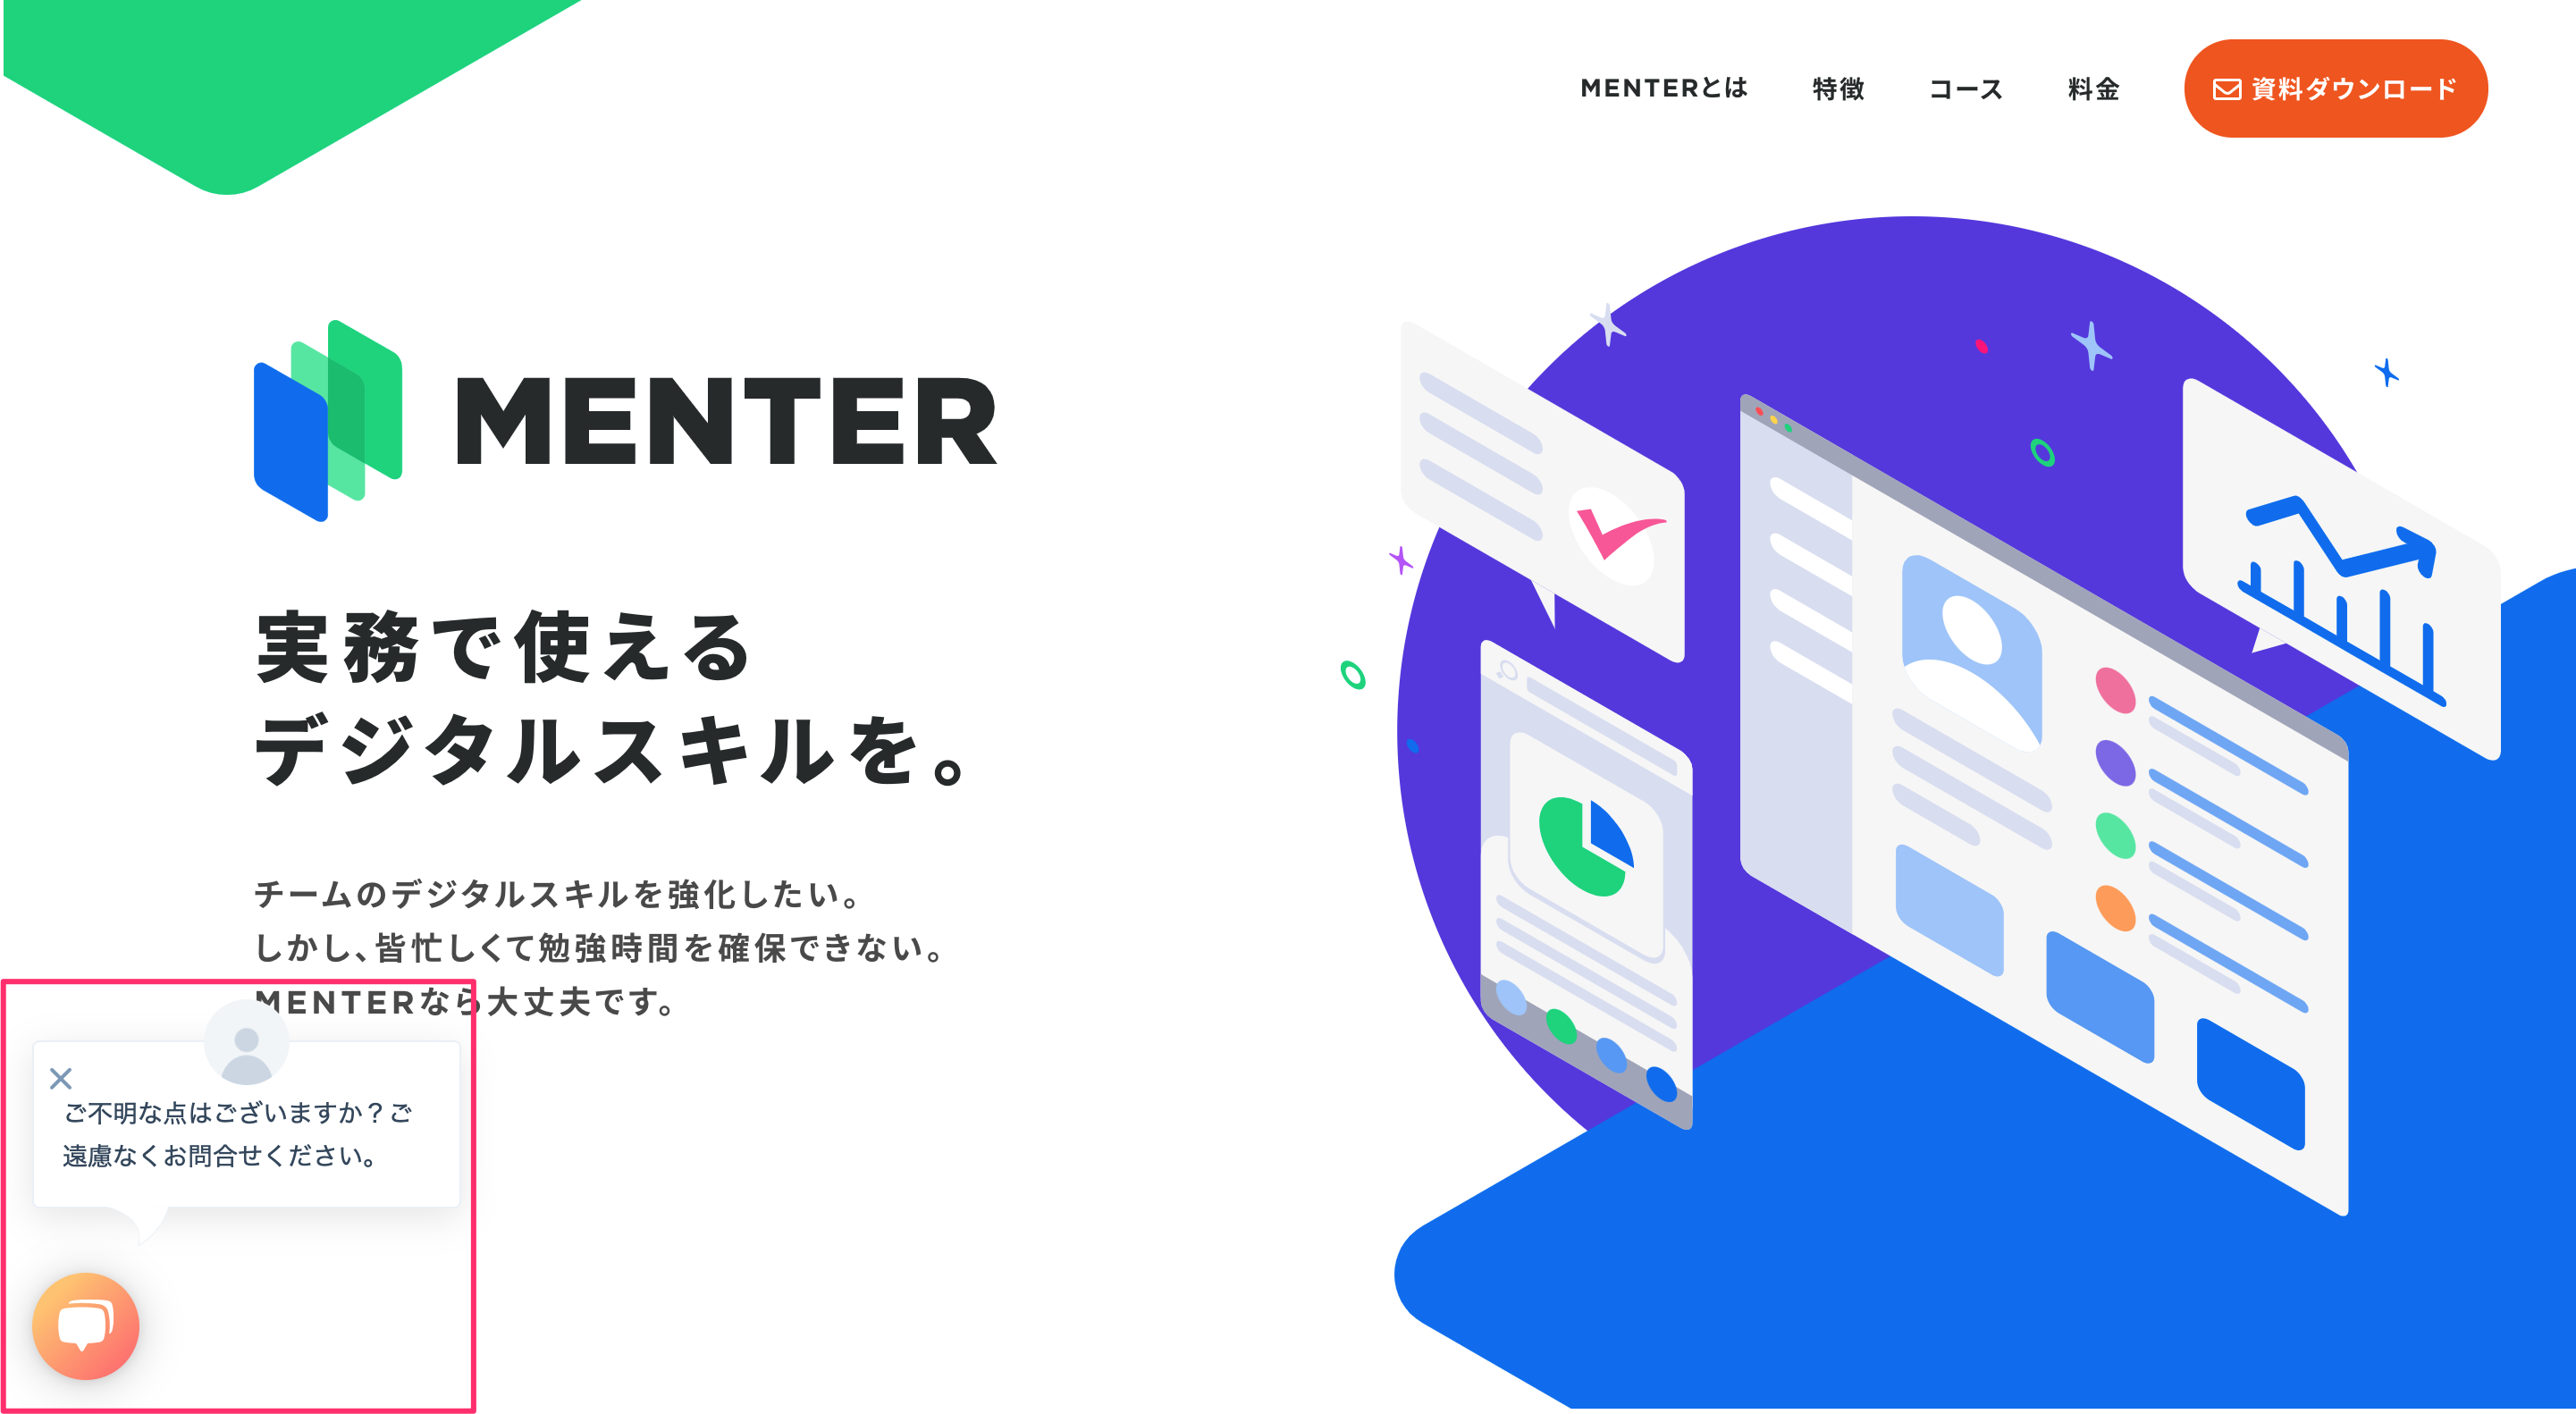 MENTERとは
特徴
コース
料金
資料ダウンロード
MENTER
実務で使える
デジタルスキルを。
チームのデジタルスキルを強化したい。
しかし、皆忙しくて勉強時間を確保できない。
MENTERなら大丈夫です。
ご不明な点はございますか？ご
遠慮なくお問合せください。